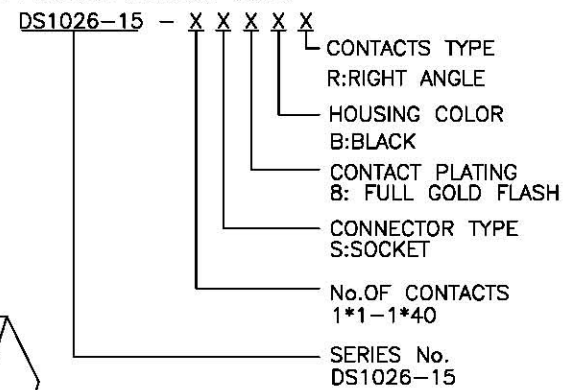 DS1026-15 - X X X X X
CONTACTS TYPE
R:RIGHT ANGLE
HOUSING COLOR
B:BLACK
CONTACT PLATING
8: FULL GOLD FLASH
CONNECTOR TYPE
S:SOCKET
No.OF CONTACTS
1*1-1*40
SERIES No.
DS1026-15